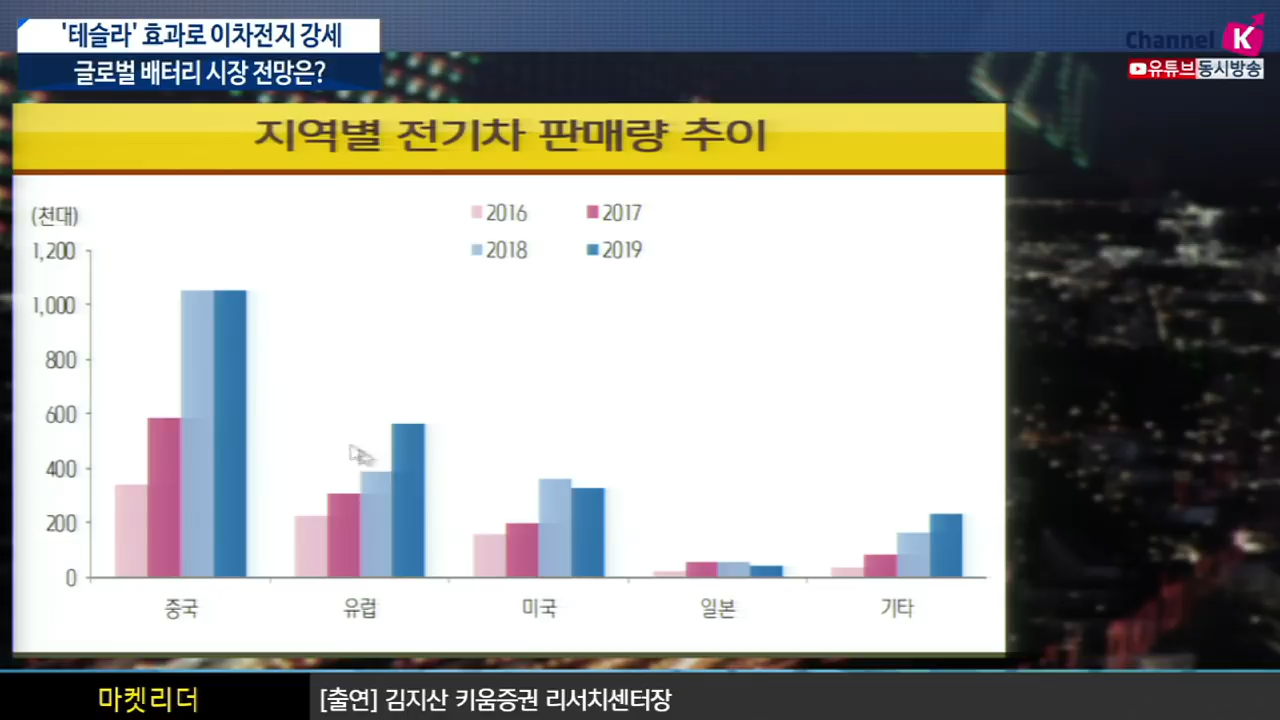 '테슬라' 효과로 이차전지 강세
글로벌 배터리 시장 전망은?
Channel K
유튜브 동시방송
지역별 전기차 판매량 추이
(천대)
2016 2017
2018 2019
1,200
1,000
800
600
400
200
0
중국 유럽 미국 일본 기타
마켓리더 [출연] 김지산 키움증권 리서치센터장